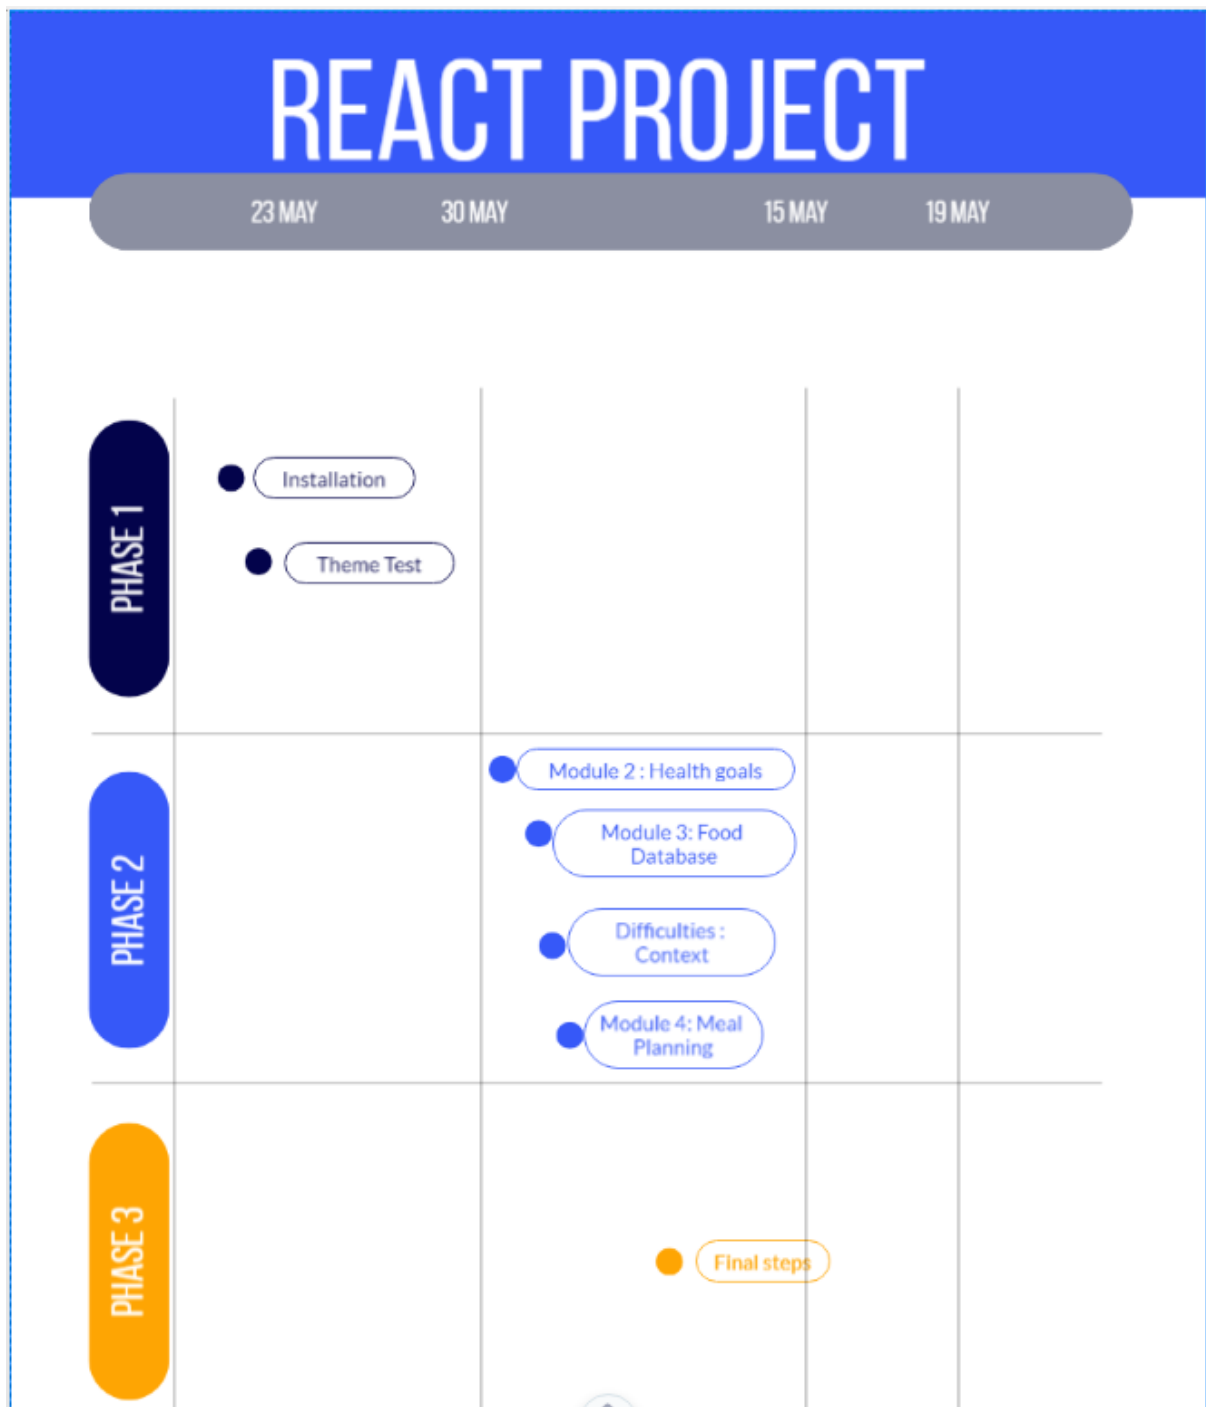 REACT PROJECT
23 MAY 30 MAY 15 MAY 19 MAY
PHASE 1
Installation
Theme Test
PHASE 2
Module 2 : Health goals
Module 3: Food
Database
Difficulties :
Context
Module 4: Meal
Planning
PHASE 3
Final steps